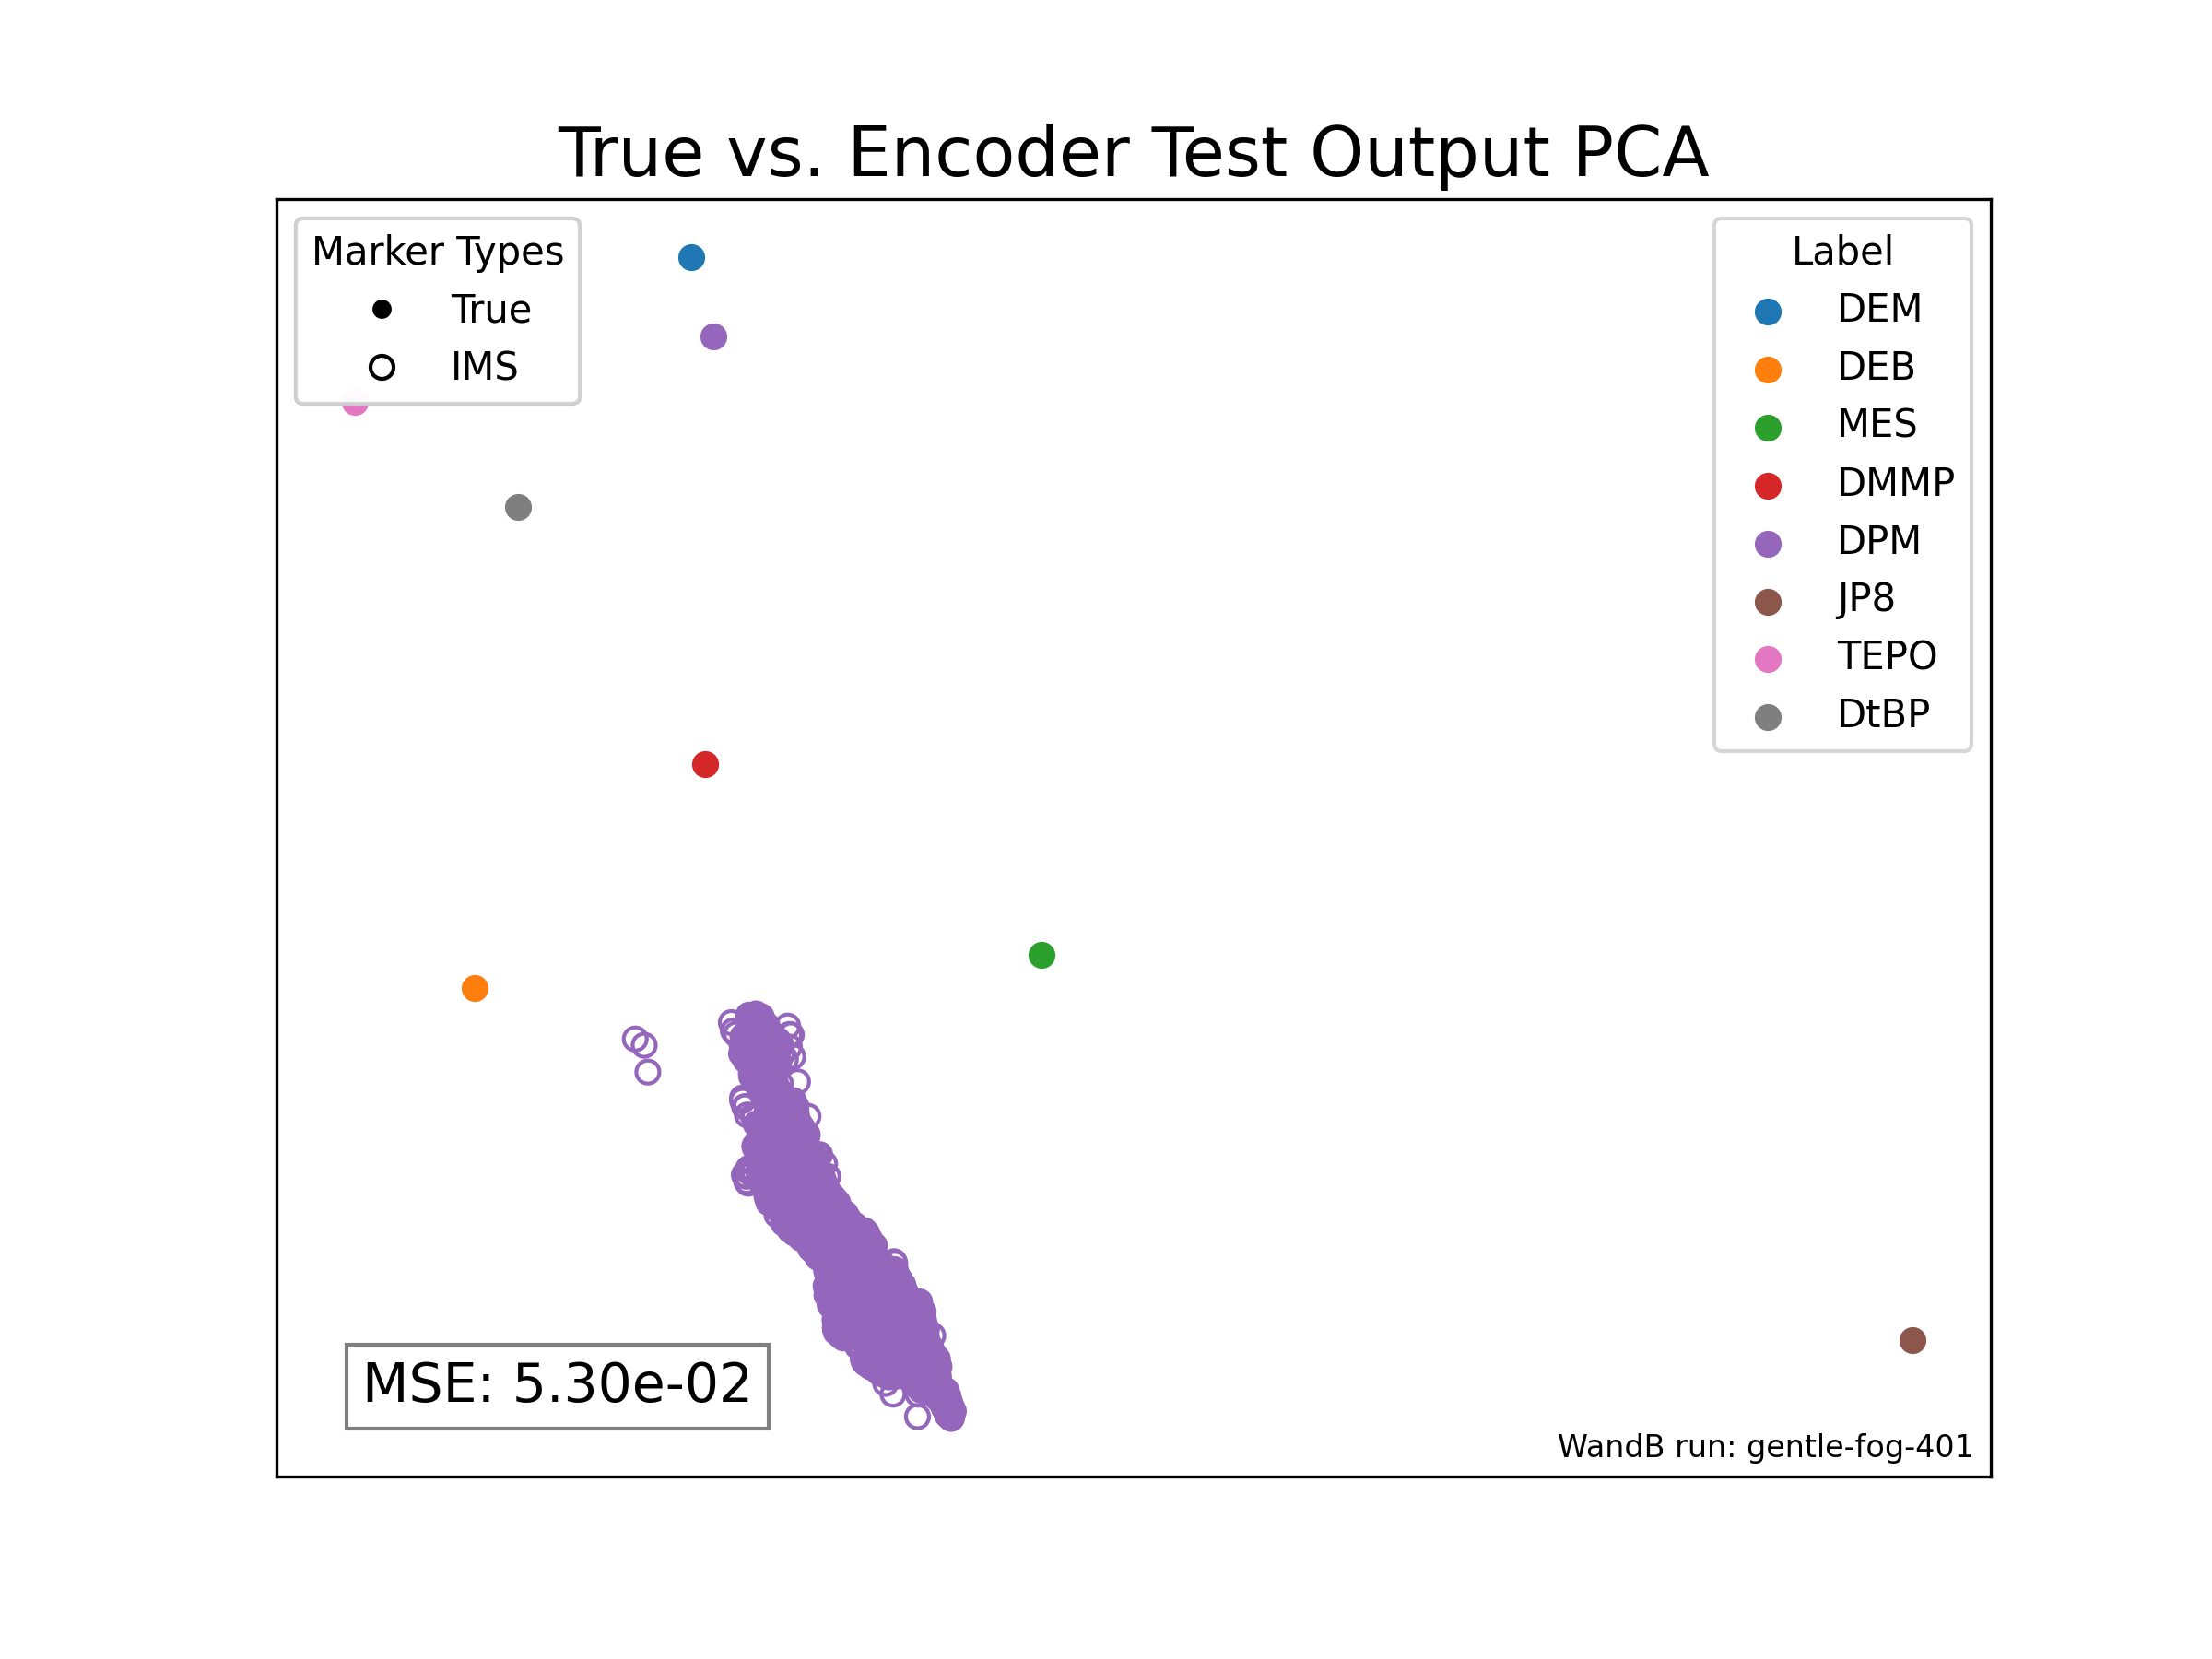 True vs. Encoder Test Output PCA
Marker Types
True
IMS
Label
DEM
DEB
MES
DMMP
DPM
JP8
TEPO
DtBP
MSE: 5.30e-02
WandB run: gentle-fog-401